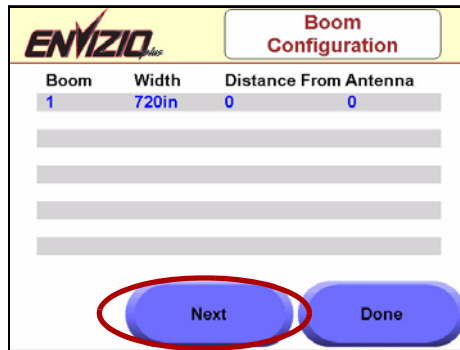 ENVIZIO plus
Boom
Configuration
Boom Width Distance From Antenna
1 720in 0 0
Next Done